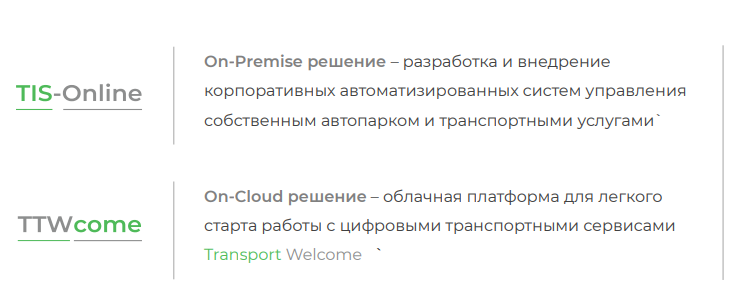 TIS-Online
On-Premise решение – разработка и внедрение
корпоративных автоматизированных систем управления
собственным автопарком и транспортными услугами`
TTWcome
On-Cloud решение – облачная платформа для легкого
старта работы с цифровыми транспортными сервисами
Transport Welcome `